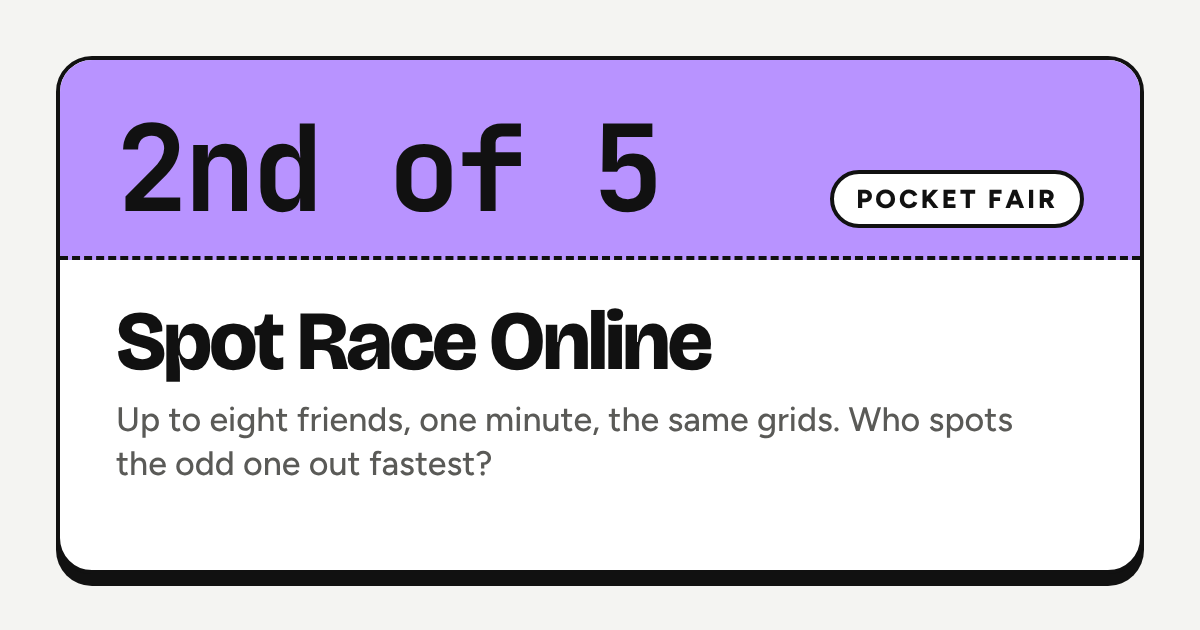 2nd of 5
POCKET FAIR
Spot Race Online
Up to eight friends, one minute, the same grids. Who spots
the odd one out fastest?